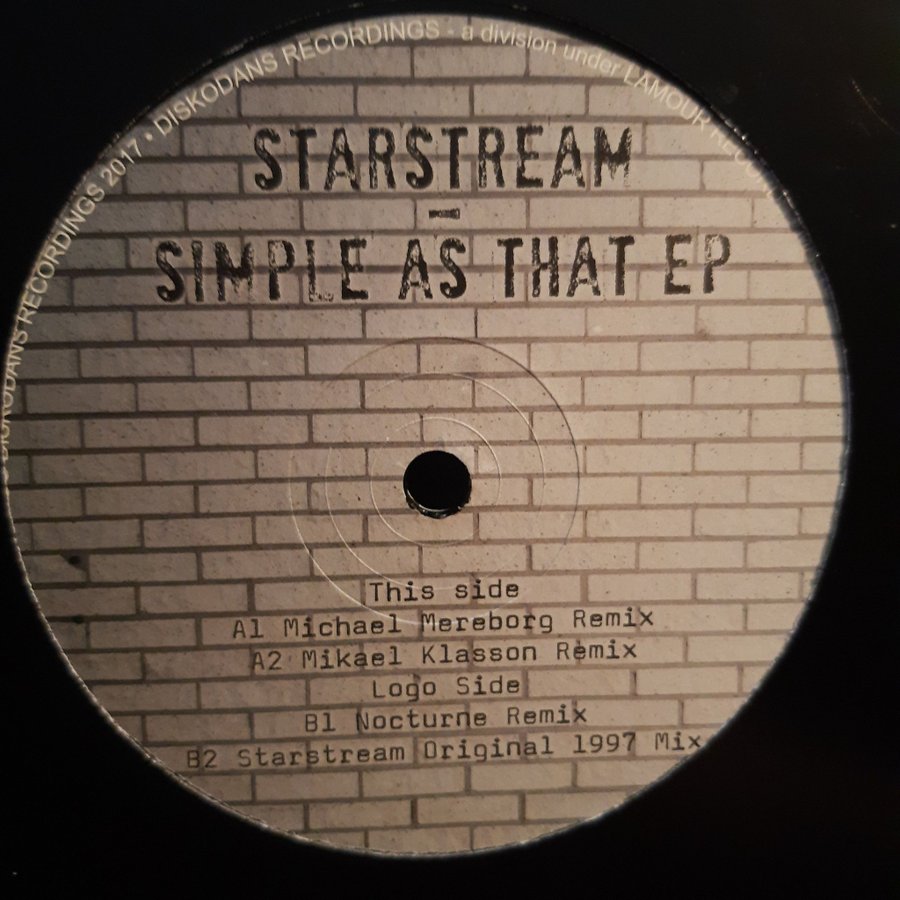 DISKODANS RECORDINGS 2017 • DISKODANS RECORDINGS - a division under LAMOUR
STARSTREAM
–
SIMPLE AS THAT EP
This side
A1 Michael Mereborg Remix
A2 Mikael Klasson Remix
Logo Side
B1 Nocturne Remix
B2 Starstream Original 1997 Mix